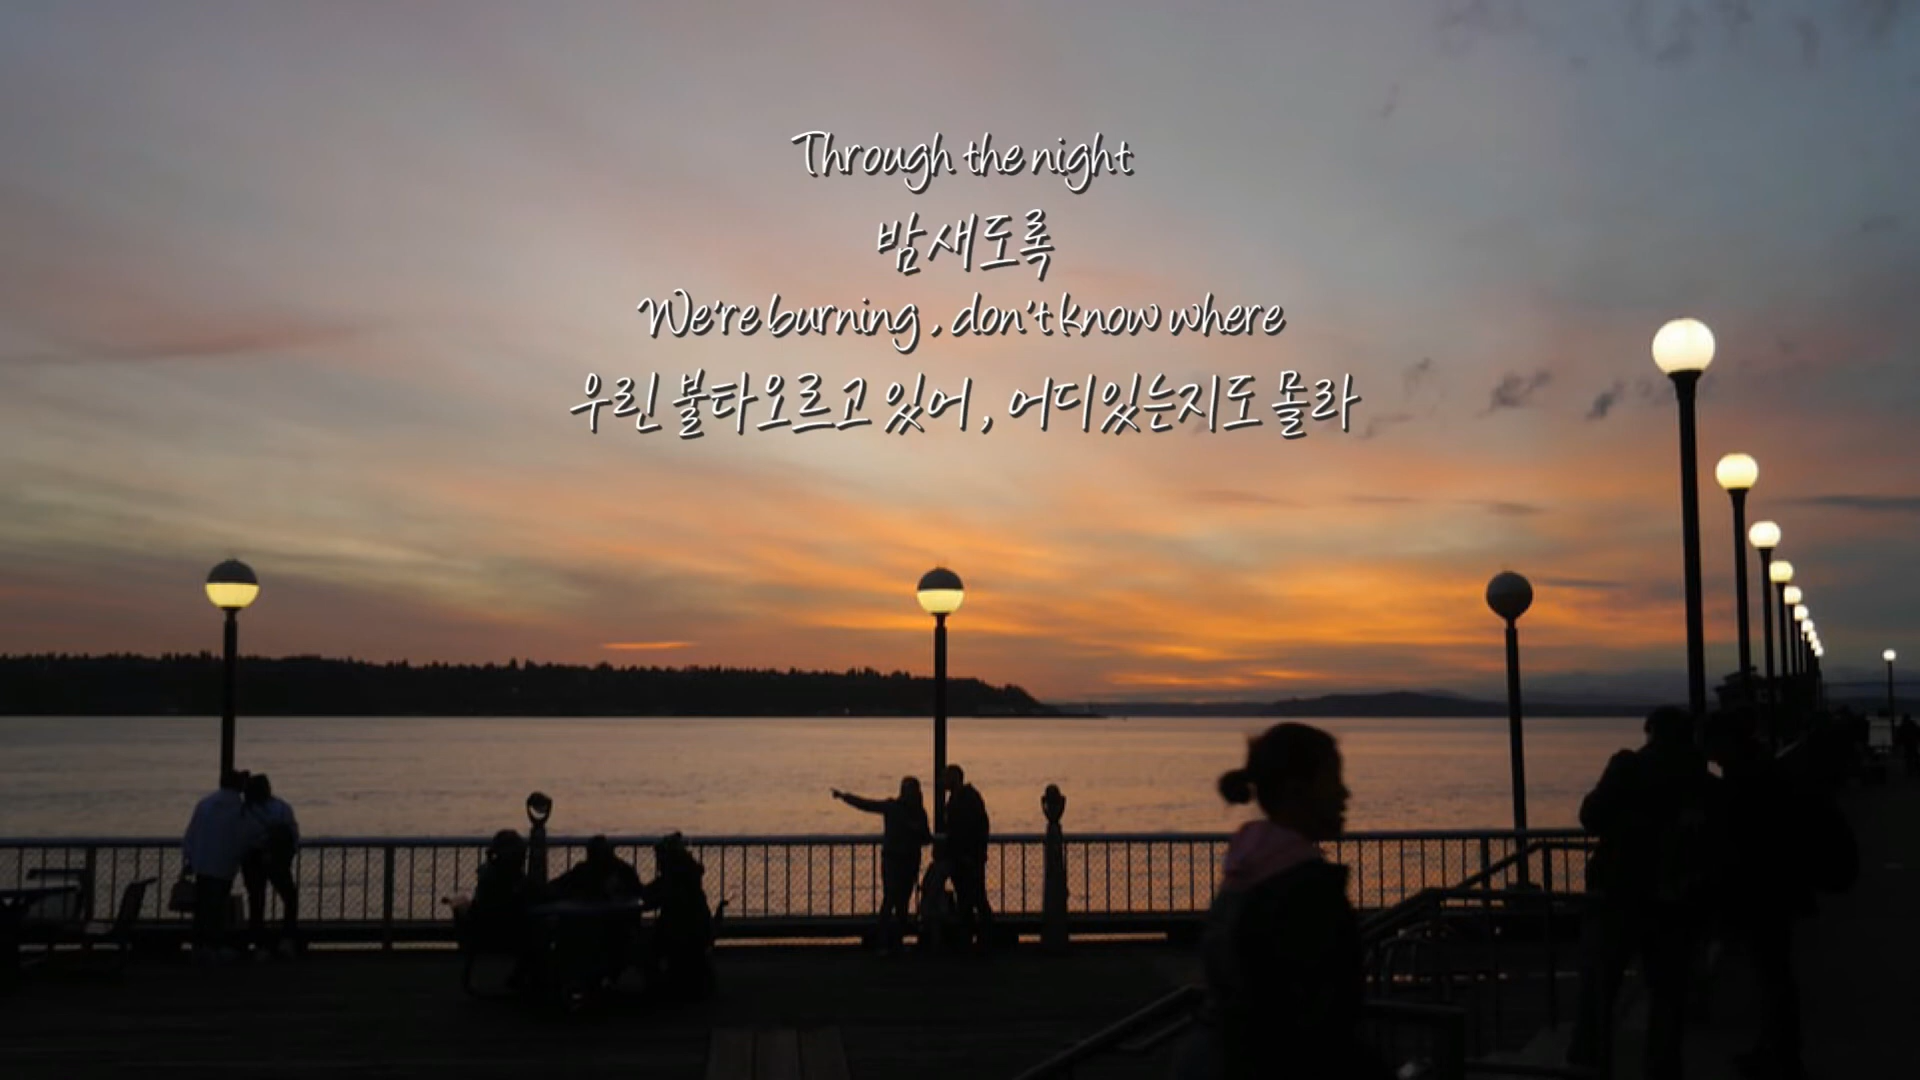 Through the night
밤새도록
We're burning, don't know where
우린 불타오르고 있어, 어디있는지도 몰라